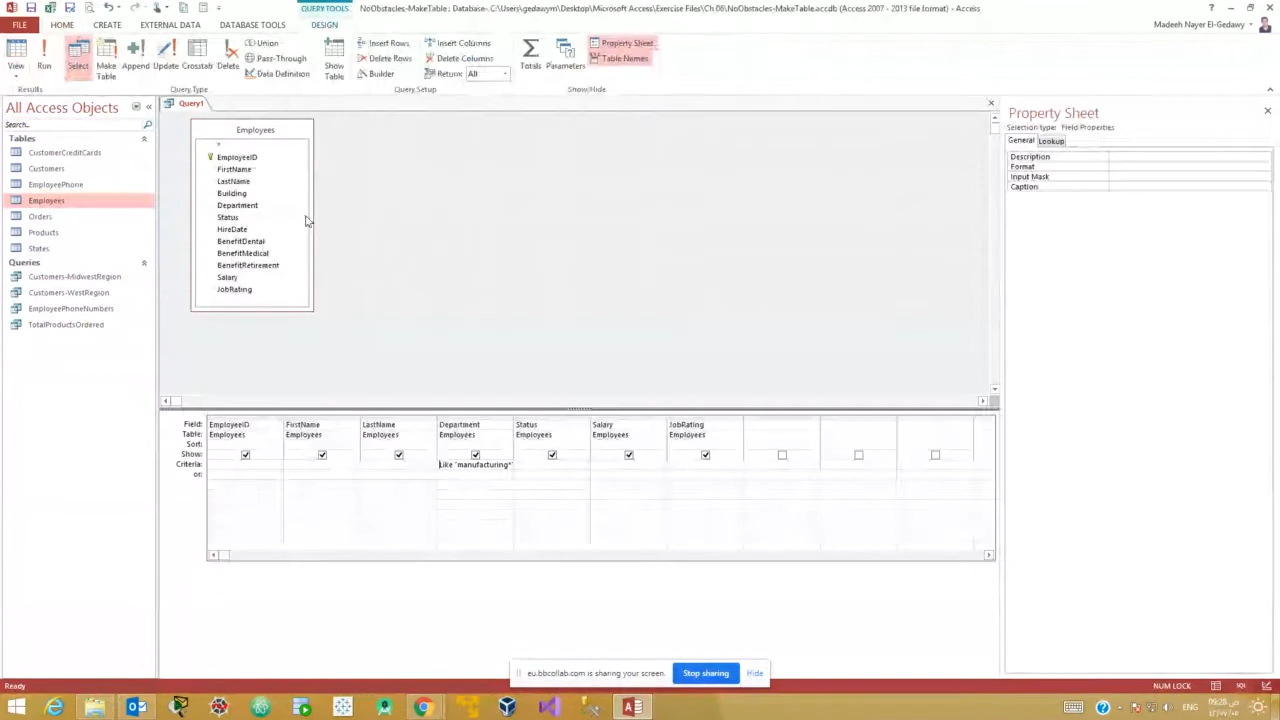 QUERY TOOLS
NoObstacles-MakeTable : Database- C:\Users\gedawym\Desktop\Microsoft Access\Exercise Files\Ch 06\NoObstacles-MakeTable.accdb (Access 2007 - 2013 file format) - Access
FILE HOME CREATE EXTERNAL DATA DATABASE TOOLS DESIGN
Madeeh Nayer El-Gedawy
View Run Select Make Table Append Update Crosstab Delete
Union
Pass-Through
Data Definition
Show Table
Insert Rows
Delete Rows
Builder
Insert Columns
Delete Columns
Return: All
Totals Parameters
Property Sheet
Table Names
Results Query Type Query Setup Show/Hide
All Access Objects
Search...
Tables
CustomerCreditCards
Customers
EmployeePhone
Employees
Orders
Products
States
Queries
Customers-MidwestRegion
Customers-WestRegion
EmployeePhoneNumbers
TotalProductsOrdered
Query1
Employees
*
EmployeeID
FirstName
LastName
Building
Department
Status
HireDate
BenefitDental
BenefitMedical
BenefitRetirement
Salary
JobRating
Property Sheet
Selection type: Field Properties
General Lookup
Description
Format
Input Mask
Caption
Field: EmployeeID FirstName LastName Department Status Salary JobRating
Table: Employees Employees Employees Employees Employees Employees Employees
Sort:
Show:
Criteria: Like "manufacturing*"
or:
eu.bbcollab.com is sharing your screen. Stop sharing Hide
Ready
NUM LOCK
ENG